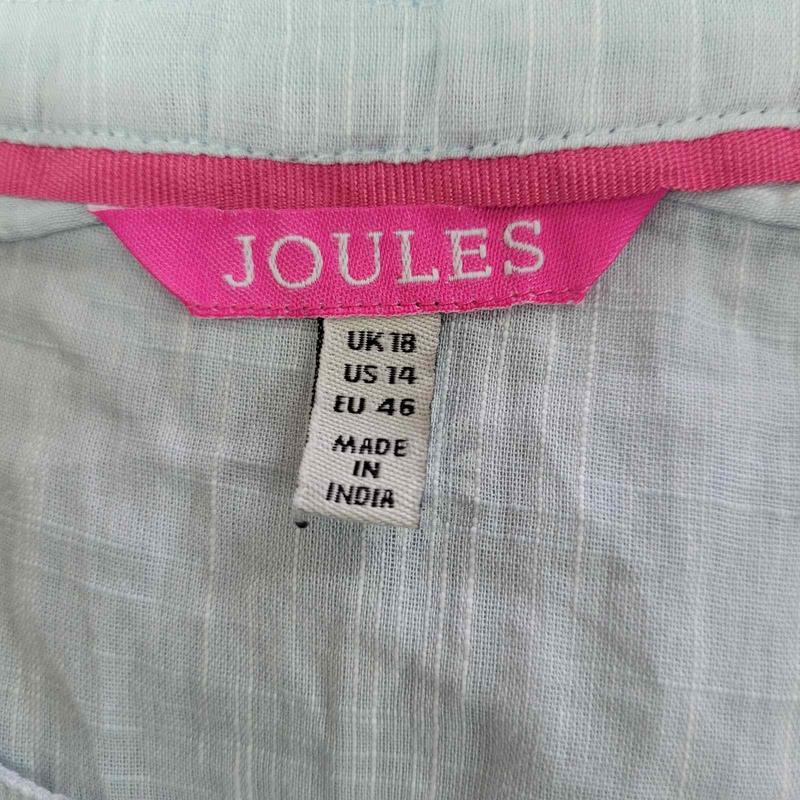 JOULES
UK 18
US 14
EU 46
MADE
IN
INDIA